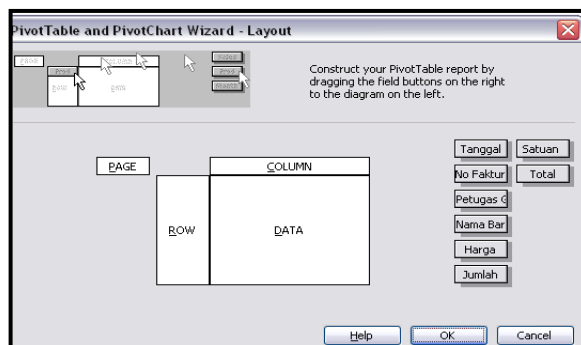 PivotTable and PivotChart Wizard - Layout
Construct your PivotTable report by
dragging the field buttons on the right
to the diagram on the left.
PAGE
COLUMN
ROW
DATA
Tanggal Satuan
No Faktur Total
Petugas G
Nama Bar
Harga
Jumlah
Help OK Cancel